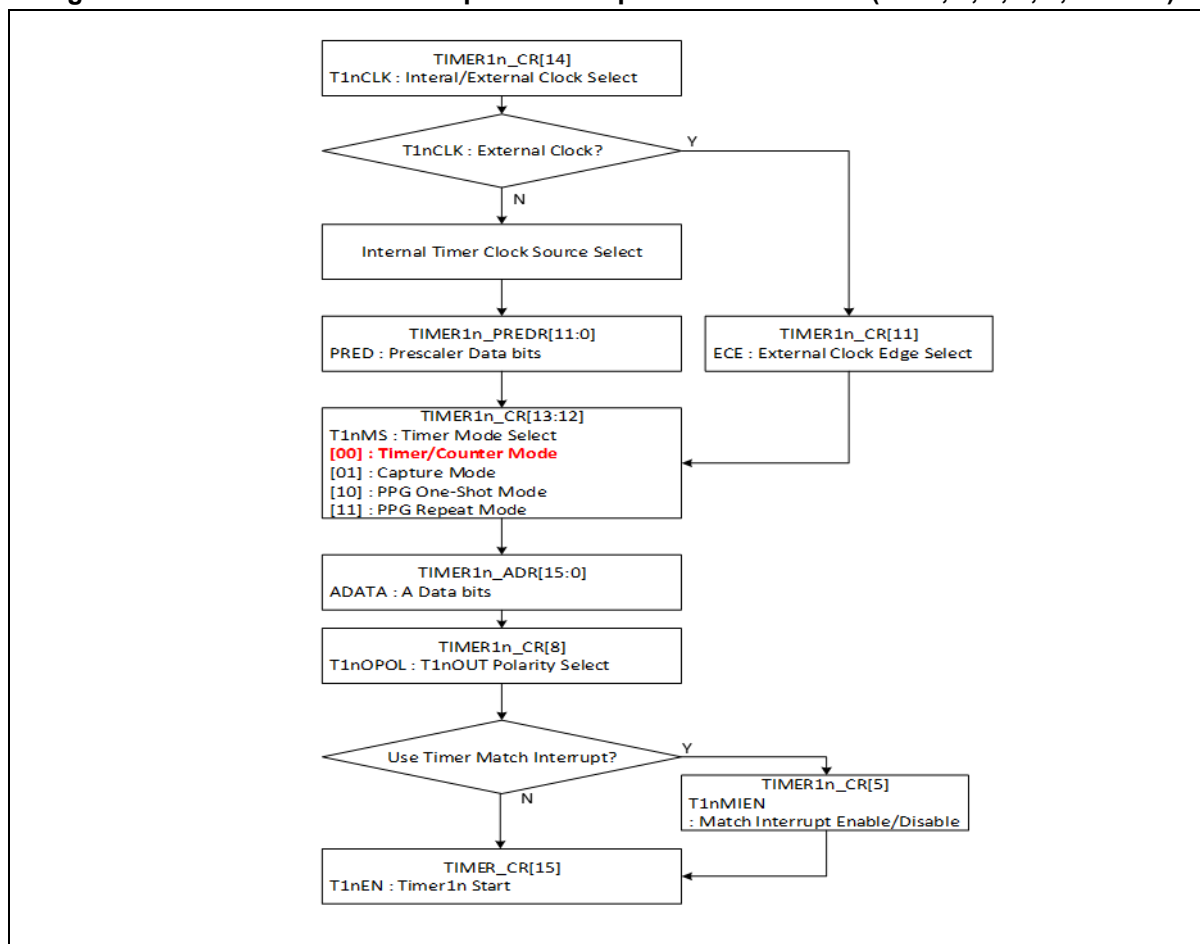 TIMER1n_CR[14]
T1nCLK : Interal/External Clock Select
T1nCLK : External Clock?
Y
N
Internal Timer Clock Source Select
TIMER1n_PREDR[11:0]
PRED : Prescaler Data bits
TIMER1n_CR[11]
ECE : External Clock Edge Select
TIMER1n_CR[13:12]
T1nMS : Timer Mode Select
[00] : Timer/Counter Mode
[01] : Capture Mode
[10] : PPG One-Shot Mode
[11] : PPG Repeat Mode
TIMER1n_ADR[15:0]
ADATA : A Data bits
TIMER1n_CR[8]
T1nOPOL : T1nOUT Polarity Select
Use Timer Match Interrupt?
Y
N
TIMER1n_CR[5]
T1nMIEN
: Match Interrupt Enable/Disable
TIMER_CR[15]
T1nEN : Timer1n Start